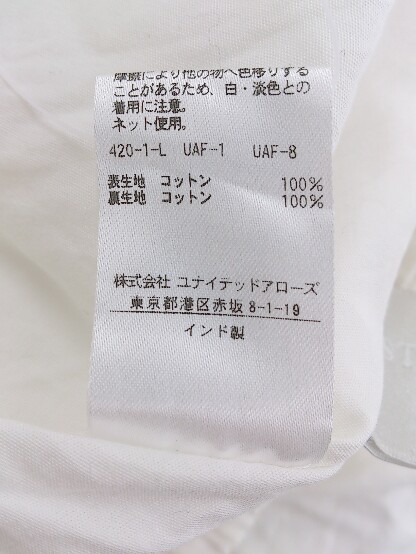 摩擦により他の物へ色移りする
ことがあるため、白・淡色との
着用に注意。
ネット使用。
420-1-L UAF-1 UAF-8
表生地 コットン 100%
裏生地 コットン 100%
株式会社 ユナイテッドアローズ
東京都港区赤坂 8-1-19
インド製
ST